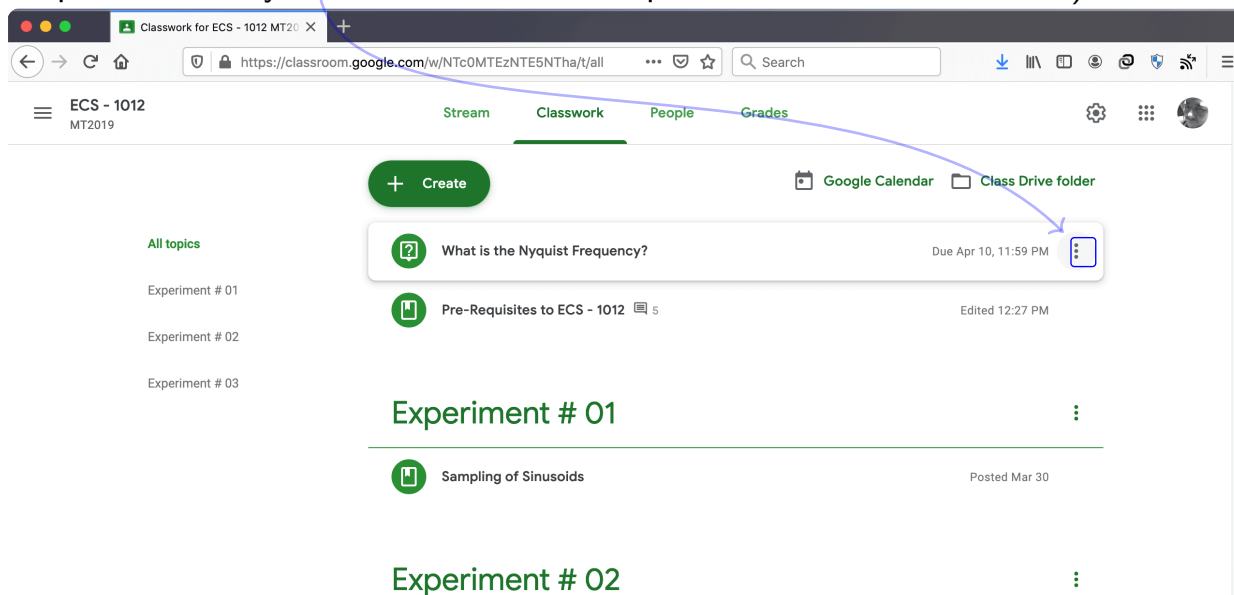 Classwork for ECS - 1012 MT20
https://classroom.google.com/w/NTc0MTEzNTE5NTha/t/all
Search
ECS - 1012
MT2019
Stream
Classwork
People
Grades
Create
Google Calendar
Class Drive folder
All topics
Experiment # 01
Experiment # 02
Experiment # 03
What is the Nyquist Frequency?
Due Apr 10, 11:59 PM
Pre-Requisites to ECS - 1012
5
Edited 12:27 PM
Experiment # 01
Sampling of Sinusoids
Posted Mar 30
Experiment # 02